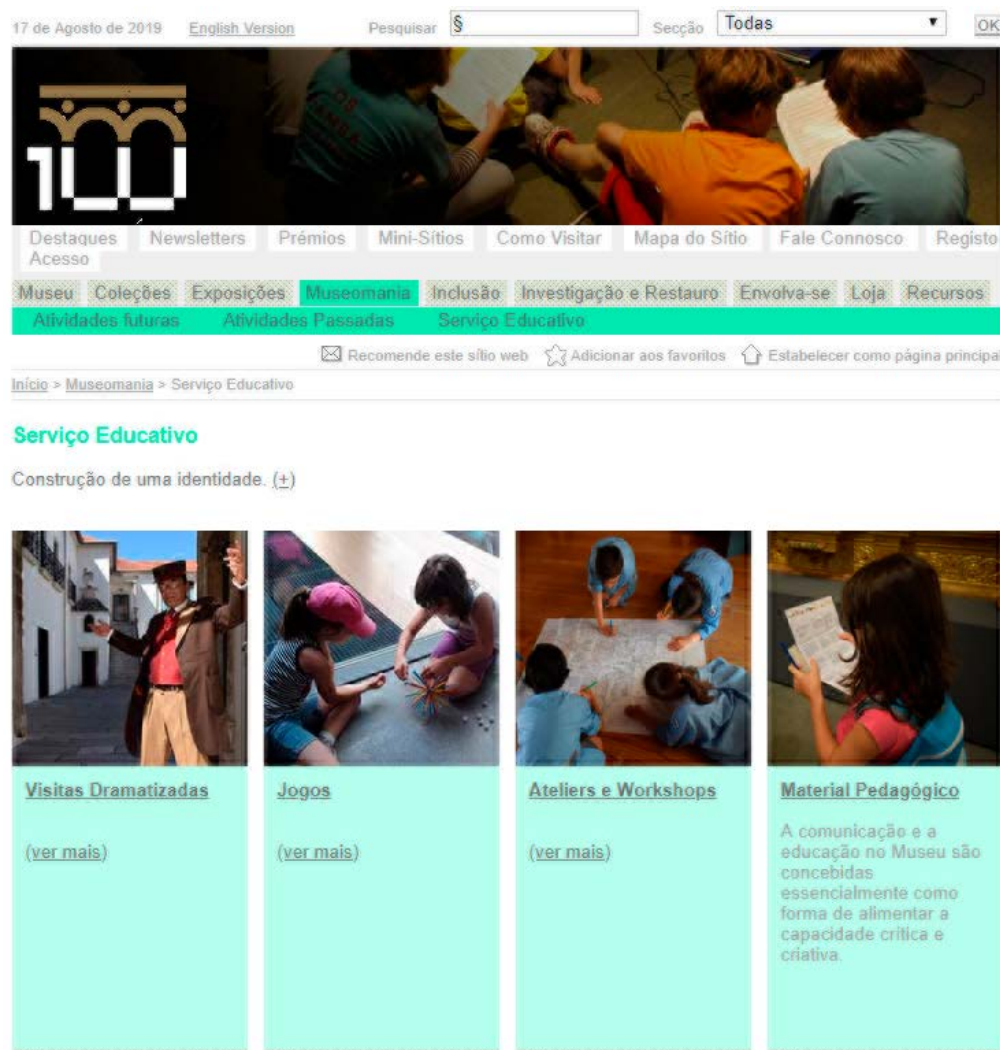 17 de Agosto de 2019 English Version Pesquisar § Secção Todas OK
100
Destaques Newsletters Prémios Mini-Sítios Como Visitar Mapa do Sítio Fale Connosco Registo
Acesso
Museu Coleções Exposições Museomania Inclusão Investigação e Restauro Envolva-se Loja Recursos
Atividades futuras Atividades Passadas Serviço Educativo
Recomende este sítio web Adicionar aos favoritos Estabelecer como página principal
Início > Museomania > Serviço Educativo
Serviço Educativo
Construção de uma identidade. (+)
Visitas Dramatizadas
(ver mais)
Jogos
(ver mais)
Ateliers e Workshops
(ver mais)
Material Pedagógico
A comunicação e a
educação no Museu são
concebidas
essencialmente como
forma de alimentar a
capacidade crítica e
criativa.